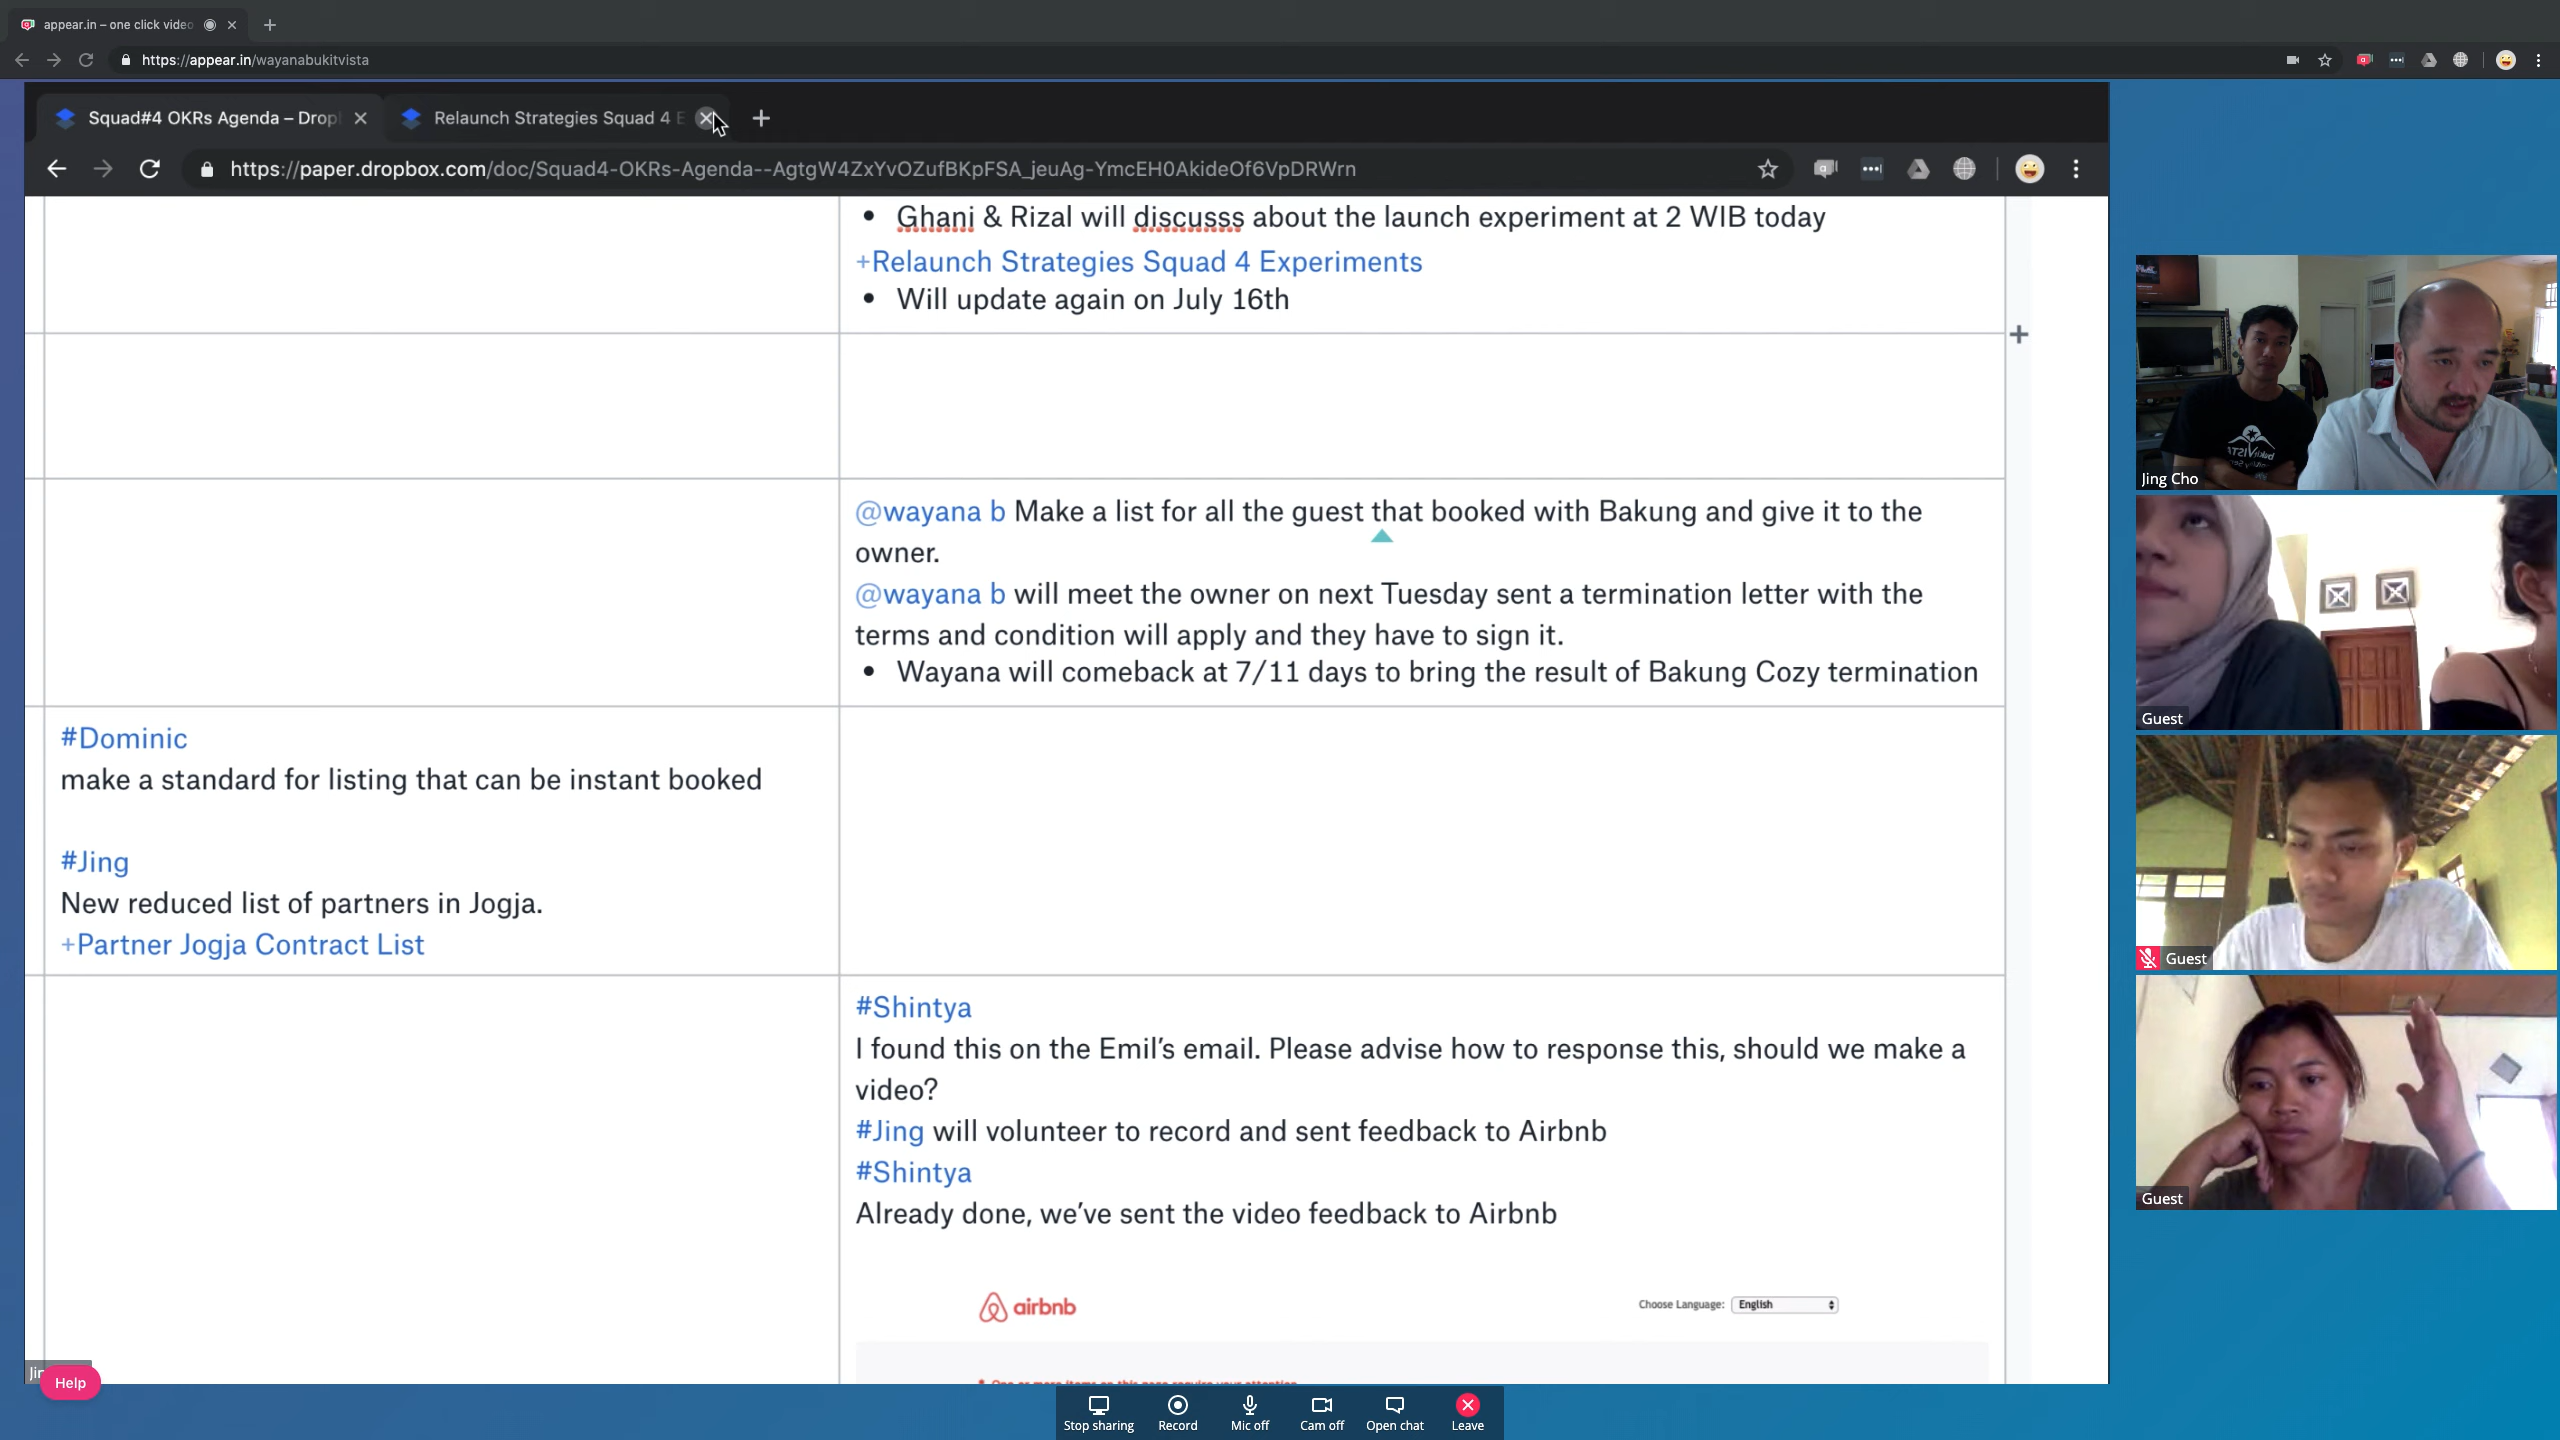 appear.in – one click video
https://appear.in/wayanabukitvista
Squad#4 OKRs Agenda – Drop
Relaunch Strategies Squad 4 E
https://paper.dropbox.com/doc/Squad4-OKRs-Agenda--AgtgW4ZxYvOZufBKpFSA_jeuAg-YmcEH0AkideOf6VpDRWrn
• Ghani & Rizal will discusss about the launch experiment at 2 WIB today
+Relaunch Strategies Squad 4 Experiments
• Will update again on July 16th
@wayana b Make a list for all the guest that booked with Bakung and give it to the
owner.
@wayana b will meet the owner on next Tuesday sent a termination letter with the
terms and condition will apply and they have to sign it.
• Wayana will comeback at 7/11 days to bring the result of Bakung Cozy termination
#Dominic
make a standard for listing that can be instant booked
#Jing
New reduced list of partners in Jogja.
+Partner Jogja Contract List
#Shintya
I found this on the Emil’s email. Please advise how to response this, should we make a
video?
#Jing will volunteer to record and sent feedback to Airbnb
#Shintya
Already done, we’ve sent the video feedback to Airbnb
airbnb
Choose Language: English
Jing Cho
Guest
Guest
Guest
Help
Stop sharing
Record
Mic off
Cam off
Open chat
Leave